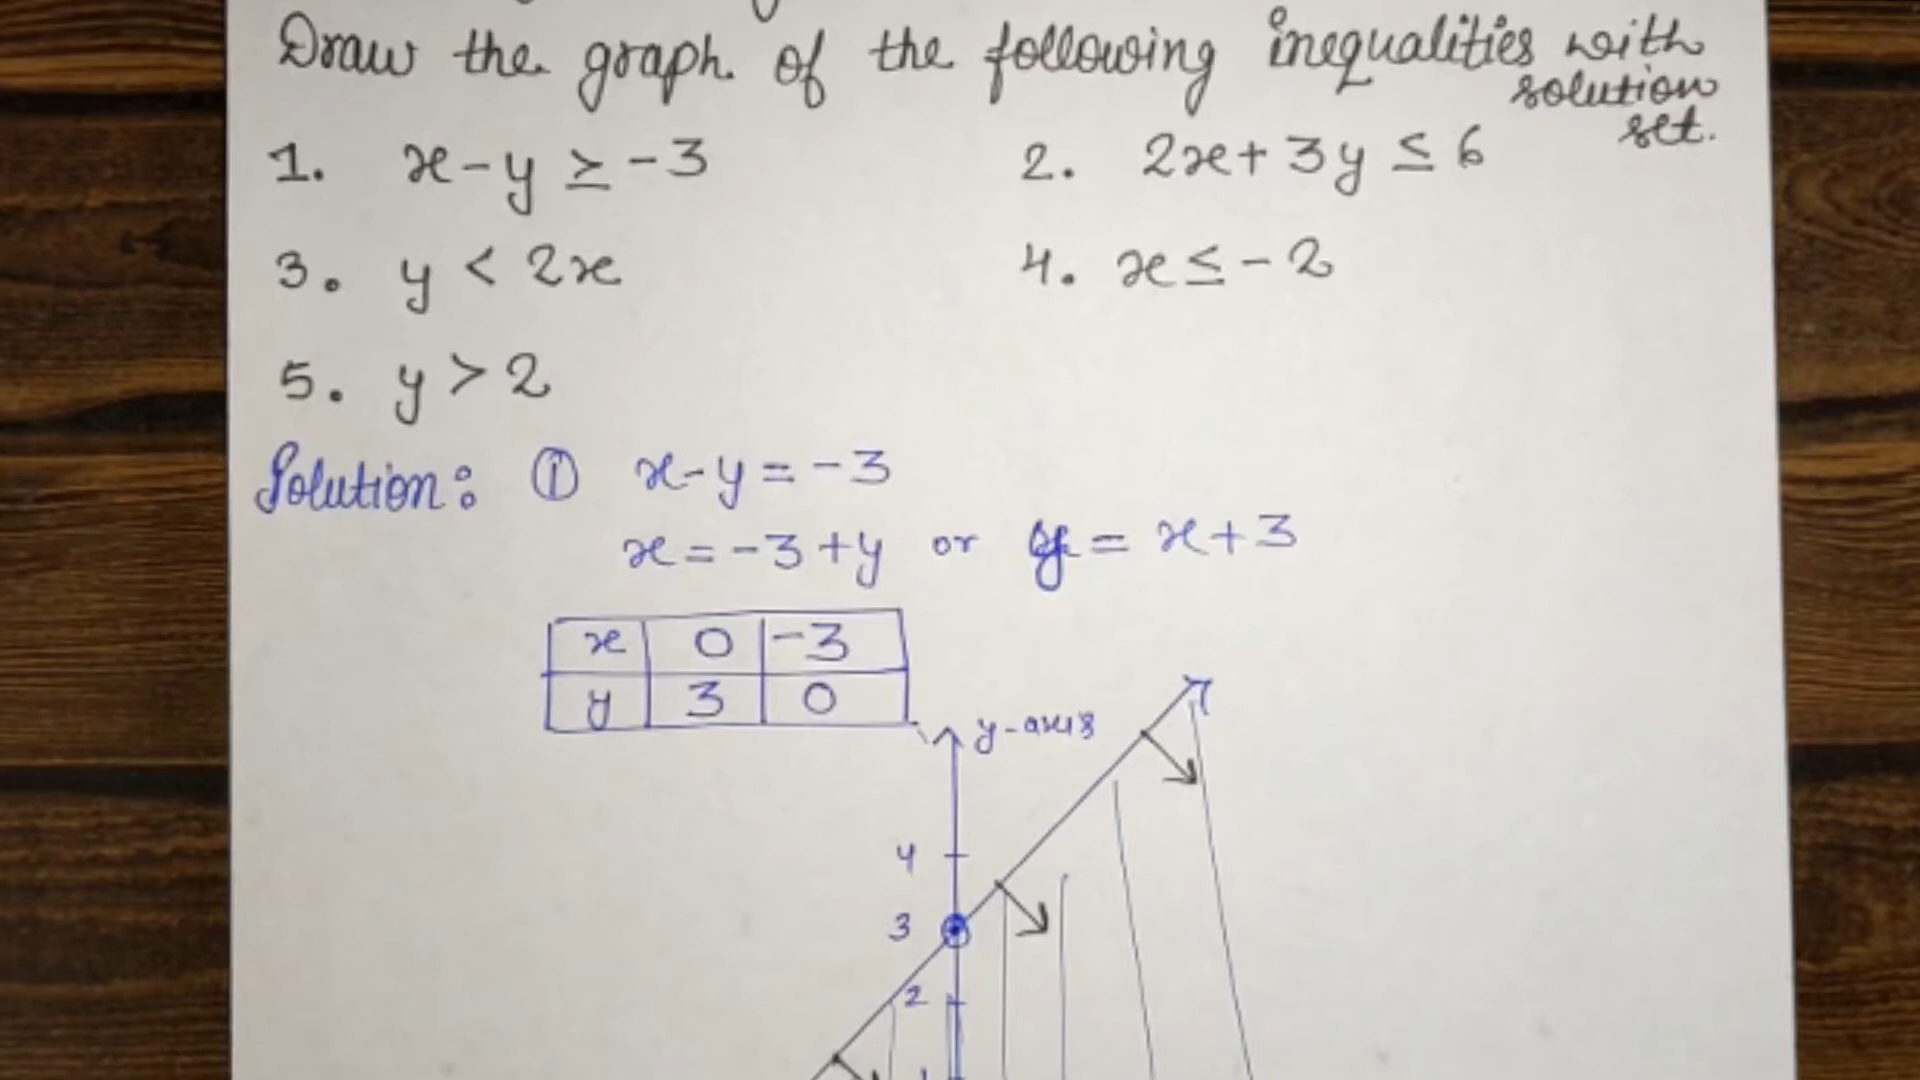 Draw the graph of the following inequalities with
solution
set.
1. x-y ≥ -3
2. 2x+3y ≤ 6
3. y < 2x
4. x ≤ -2
5. y > 2
Solution: ① x-y = -3
x = -3+y or y = x+3
x 0 -3
y 3 0
y-axis
4
3
2